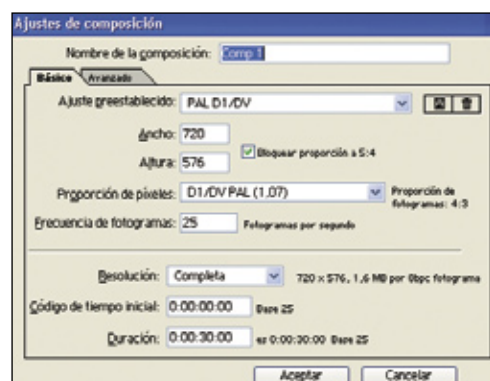 Ajustes de composición
Nombre de la composición: Comp 1
Básico Avanzado
Ajuste preestablecido: PAL D1/DV
Ancho: 720
Altura: 576
Bloquear proporción a 5:4
Proporción de píxeles: D1/DV PAL (1,07)
Proporción de
fotogramas: 4:3
Frecuencia de fotogramas: 25 Fotogramas por segundo
Resolución: Completa 720 x 576, 1,6 MB por 8bpc fotograma
Código de tiempo inicial: 0:00:00:00 Base 25
Duración: 0:00:30:00 es 0:00:30:00 Base 25
Aceptar Cancelar